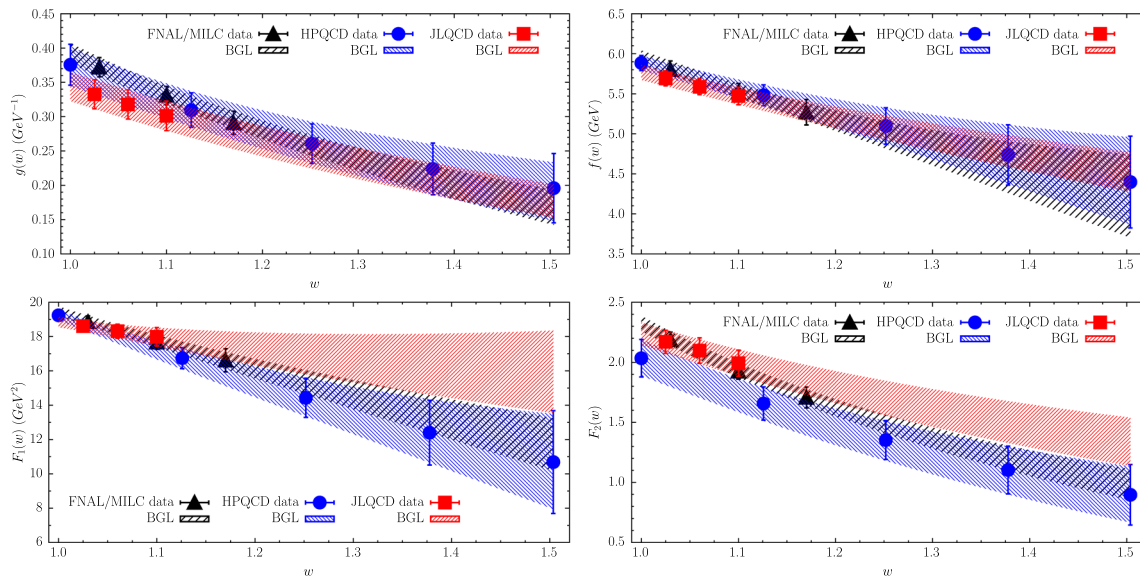 FNAL/MILC data HPQCD data JLQCD data
BGL BGL BGL
g(w) (GeV⁻¹)
0.45
0.40
0.35
0.30
0.25
0.20
0.15
0.10
1.0 1.1 1.2 1.3 1.4 1.5
w
FNAL/MILC data HPQCD data JLQCD data
BGL BGL BGL
f(w) (GeV)
6.5
6.0
5.5
5.0
4.5
4.0
3.5
1.0 1.1 1.2 1.3 1.4 1.5
w
F₁(w) (GeV²)
20
18
16
14
12
10
8
6
FNAL/MILC data HPQCD data JLQCD data
BGL BGL BGL
1.0 1.1 1.2 1.3 1.4 1.5
w
FNAL/MILC data HPQCD data JLQCD data
BGL BGL BGL
F₂(w)
2.5
2.0
1.5
1.0
0.5
1.0 1.1 1.2 1.3 1.4 1.5
w